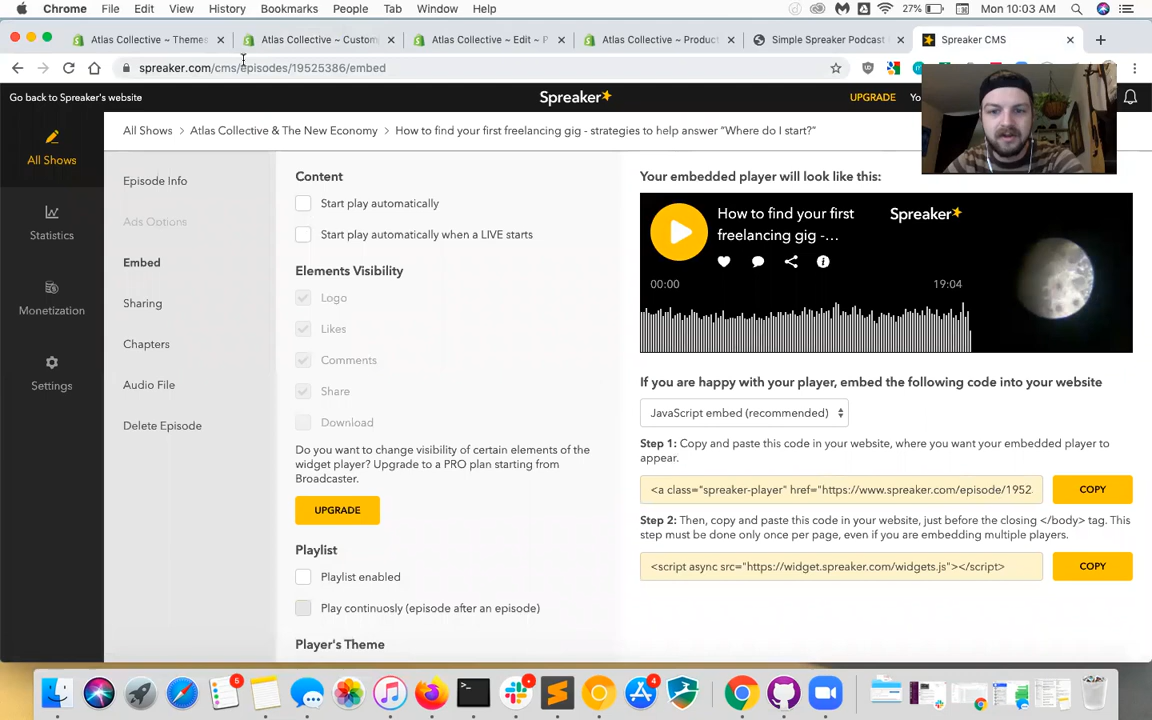 Chrome File Edit View History Bookmarks People Tab Window Help 27% Mon 10:03 AM
Atlas Collective ~ Themes Atlas Collective ~ Custom Atlas Collective ~ Edit ~ P Atlas Collective ~ Product Simple Spreaker Podcast Spreaker CMS
spreaker.com/cms/episodes/19525386/embed
Go back to Spreaker's website Spreaker UPGRADE Yo
All Shows > Atlas Collective & The New Economy > How to find your first freelancing gig - strategies to help answer "Where do I start?"
All Shows
Statistics
Monetization
Settings
Episode Info
Ads Options
Embed
Sharing
Chapters
Audio File
Delete Episode
Content
Start play automatically
Start play automatically when a LIVE starts
Elements Visibility
Logo
Likes
Comments
Share
Download
Do you want to change visibility of certain elements of the
widget player? Upgrade to a PRO plan starting from
Broadcaster.
UPGRADE
Playlist
Playlist enabled
Play continuosly (episode after an episode)
Player's Theme
Your embedded player will look like this:
How to find your first
freelancing gig -...
Spreaker
00:00 19:04
If you are happy with your player, embed the following code into your website
JavaScript embed (recommended)
Step 1: Copy and paste this code in your website, where you want your embedded player to
appear.
<a class="spreaker-player" href="https://www.spreaker.com/episode/1952 COPY
Step 2: Then, copy and paste this code in your website, just before the closing </body> tag. This
step must be done only once per page, even if you are embedding multiple players.
<script async src="https://widget.spreaker.com/widgets.js"></script> COPY
5
4